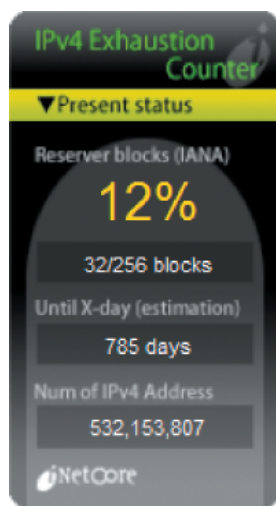 IPv4 Exhaustion
Counter
▼Present status
Reserver blocks (IANA)
12%
32/256 blocks
Until X-day (estimation)
785 days
Num of IPv4 Address
532,153,807
iNetCore